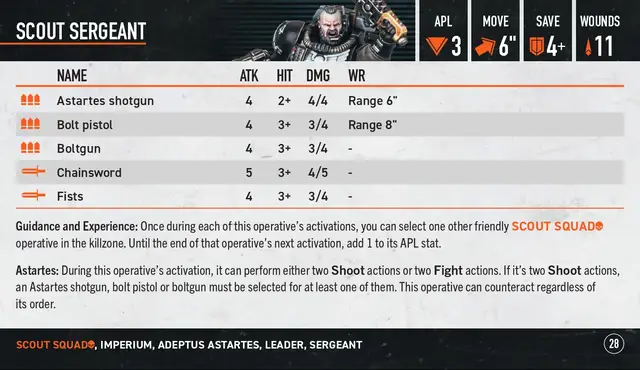 SCOUT SERGEANT
APL MOVE SAVE WOUNDS
3 6" 4+ 11
NAME ATK HIT DMG WR
Astartes shotgun 4 2+ 4/4 Range 6"
Bolt pistol 4 3+ 3/4 Range 8"
Boltgun 4 3+ 3/4 -
Chainsword 5 3+ 4/5 -
Fists 4 3+ 3/4 -
Guidance and Experience: Once during each of this operative's activations, you can select one other friendly SCOUT SQUAD
operative in the killzone. Until the end of that operative's next activation, add 1 to its APL stat.
Astartes: During this operative's activation, it can perform either two Shoot actions or two Fight actions. If it's two Shoot actions,
an Astartes shotgun, bolt pistol or boltgun must be selected for at least one of them. This operative can counteract regardless of
its order.
SCOUT SQUAD, IMPERIUM, ADEPTUS ASTARTES, LEADER, SERGEANT
28